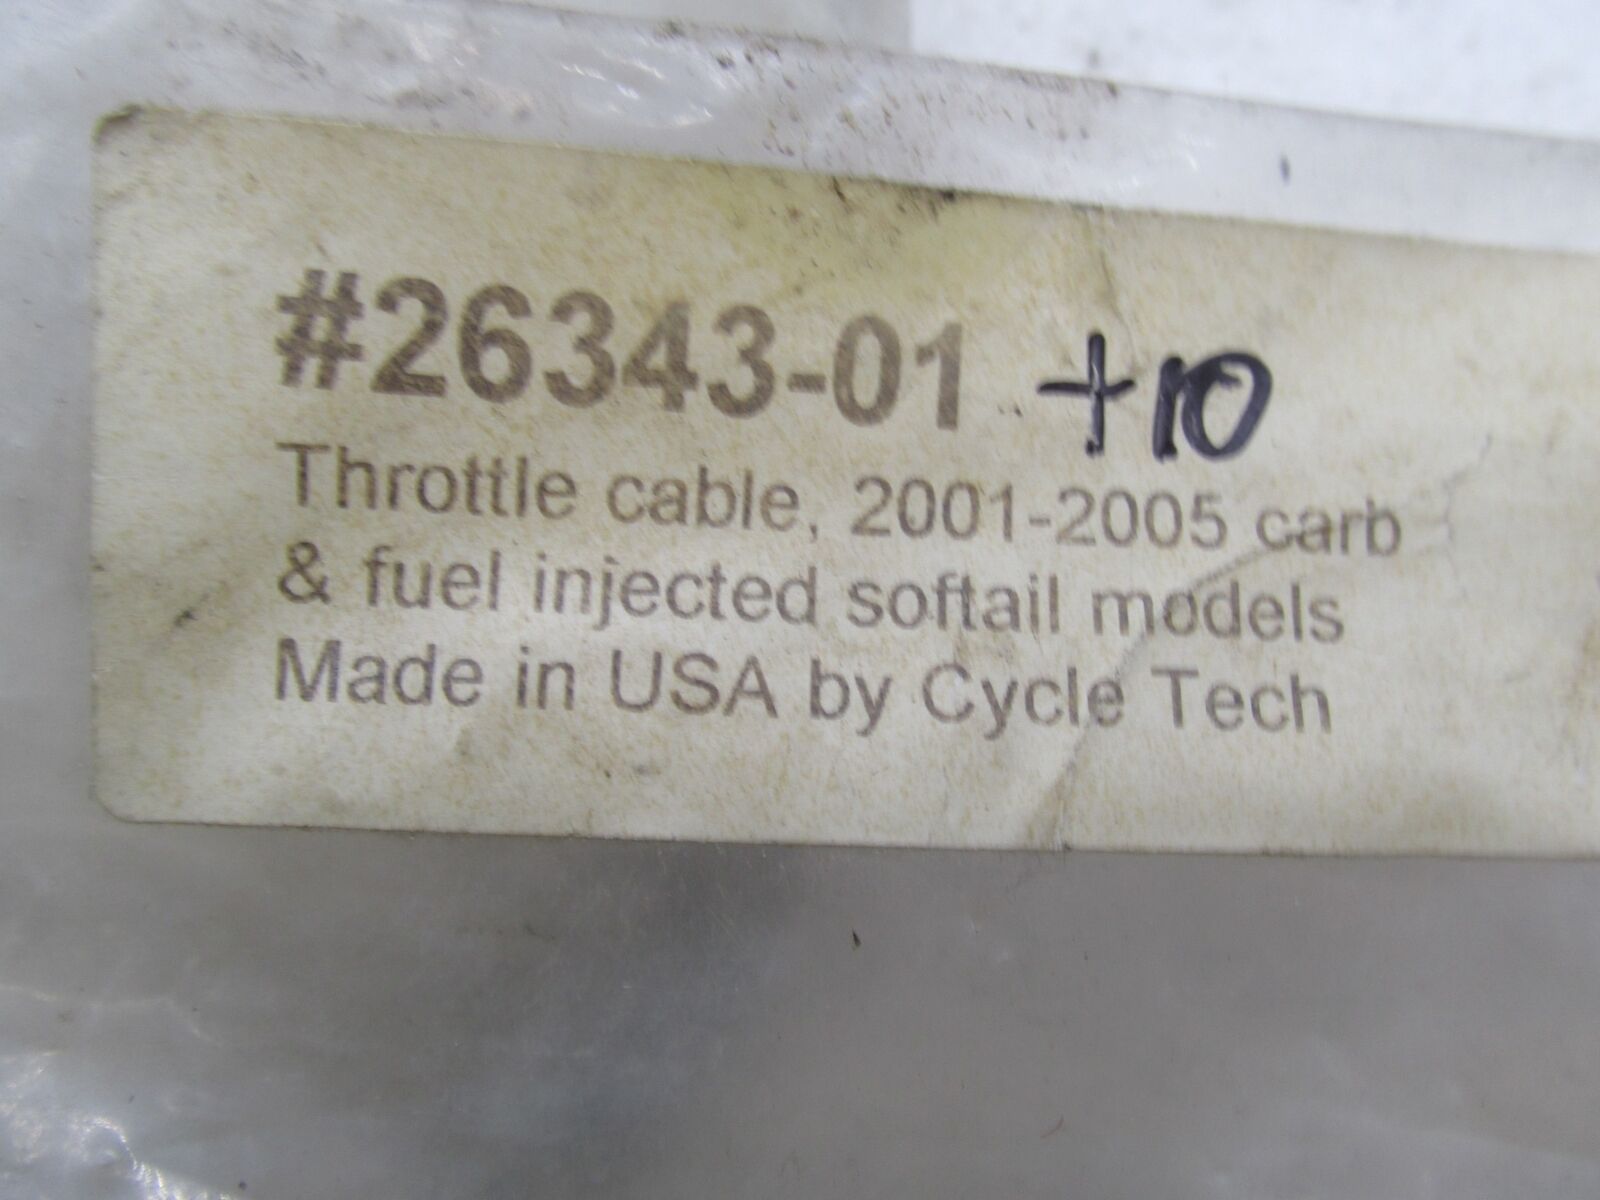 #26343-01 +10
Throttle cable, 2001-2005 carb
& fuel injected softail models
Made in USA by Cycle Tech